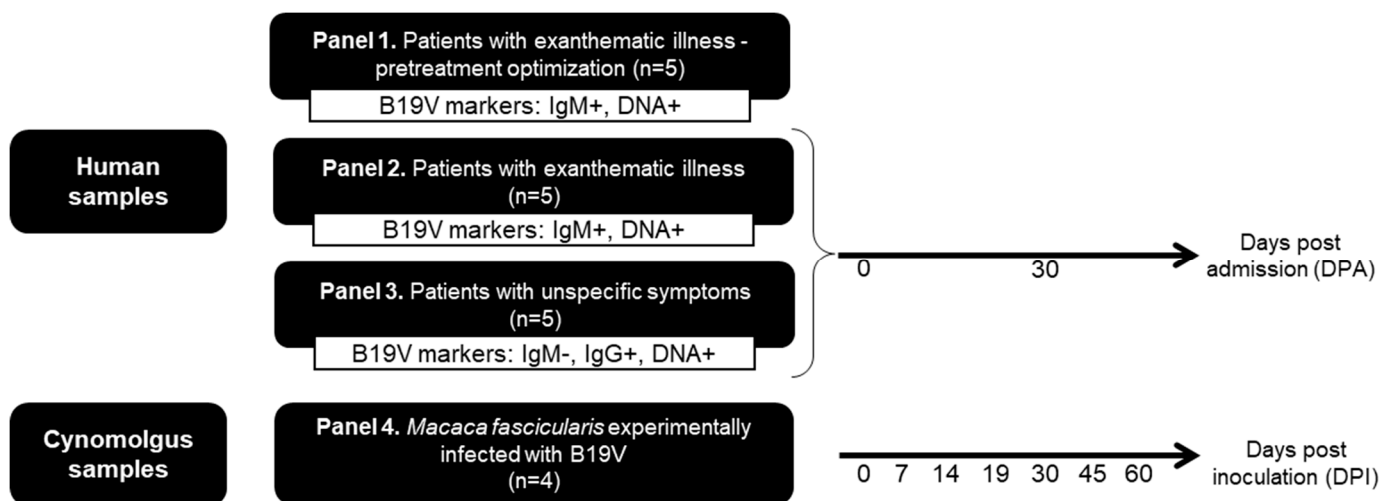 Panel 1. Patients with exanthematic illness -
pretreatment optimization (n=5)
B19V markers: IgM+, DNA+
Human
samples
Panel 2. Patients with exanthematic illness
(n=5)
B19V markers: IgM+, DNA+
Panel 3. Patients with unspecific symptoms
(n=5)
B19V markers: IgM-, IgG+, DNA+
0 30
Days post
admission (DPA)
Cynomolgus
samples
Panel 4. Macaca fascicularis experimentally
infected with B19V
(n=4)
0 7 14 19 30 45 60
Days post
inoculation (DPI)